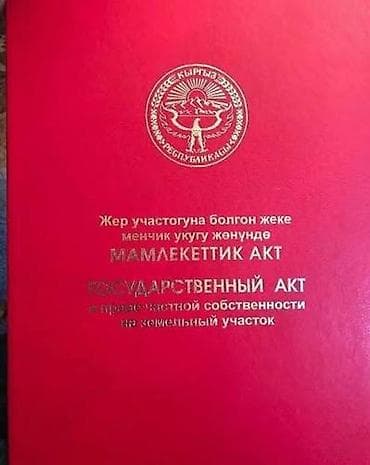 КЫРГЫЗ
РЕСПУБЛИКАСЫ
Жер участогуна болгон жеке
менчик укугу жөнүндө
МАМЛЕКЕТТИК АКТ
ГОСУДАРСТВЕННЫЙ АКТ
о праве частной собственности
на земельный участок